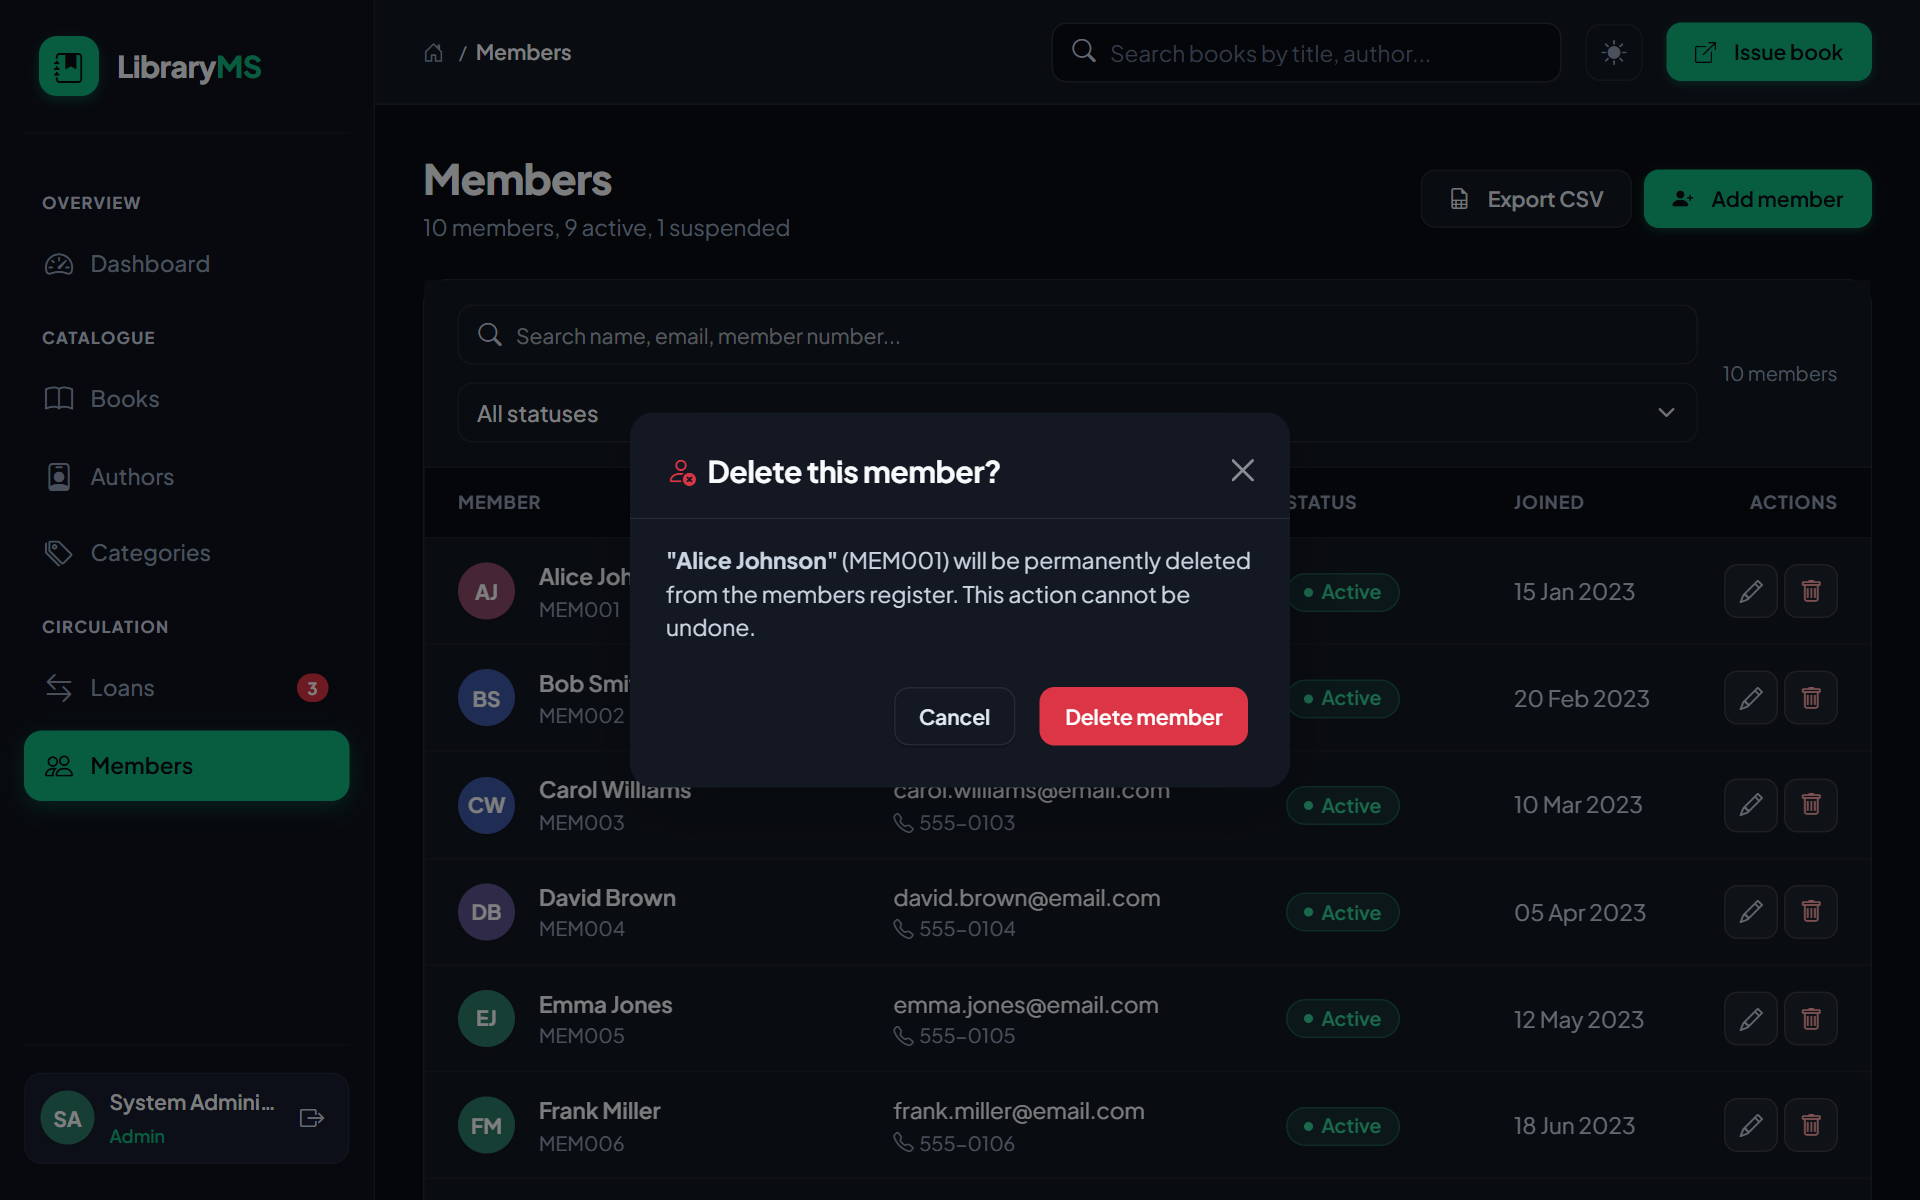 LibraryMS
/ Members
Search books by title, author...
Issue book
OVERVIEW
Dashboard
CATALOGUE
Books
Authors
Categories
CIRCULATION
Loans 3
Members
SA System Admini...
Admin
Members
10 members, 9 active, 1 suspended
Export CSV
Add member
Search name, email, member number...
All statuses
10 members
MEMBER STATUS JOINED ACTIONS
Delete this member?
"Alice Johnson" (MEM001) will be permanently deleted
from the members register. This action cannot be
undone.
Cancel
Delete member
AJ Alice Joh Active 15 Jan 2023
MEM001
BS Bob Smi Active 20 Feb 2023
MEM002
CW Carol Williams carol.williams@email.com Active 10 Mar 2023
MEM003 555-0103
DB David Brown david.brown@email.com Active 05 Apr 2023
MEM004 555-0104
EJ Emma Jones emma.jones@email.com Active 12 May 2023
MEM005 555-0105
FM Frank Miller frank.miller@email.com Active 18 Jun 2023
MEM006 555-0106